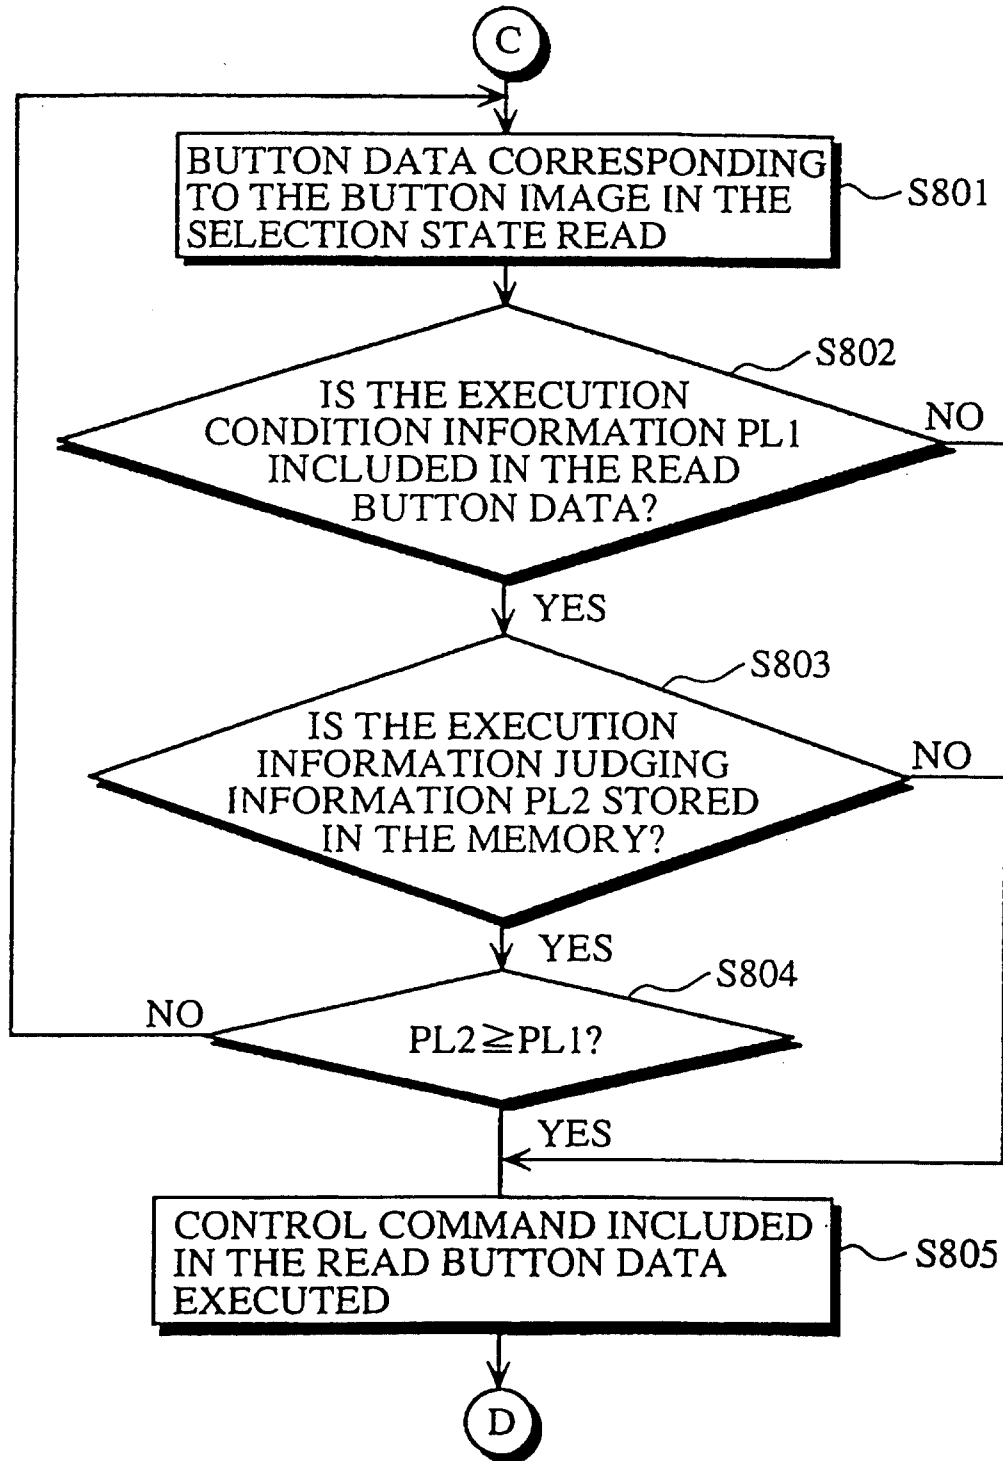 C
BUTTON DATA CORRESPONDING
TO THE BUTTON IMAGE IN THE
SELECTION STATE READ
S801
S802
IS THE EXECUTION
CONDITION INFORMATION PL1
INCLUDED IN THE READ
BUTTON DATA?
NO
YES
S803
IS THE EXECUTION
INFORMATION JUDGING
INFORMATION PL2 STORED
IN THE MEMORY?
NO
YES
S804
NO
PL2≧PL1?
YES
CONTROL COMMAND INCLUDED
IN THE READ BUTTON DATA
EXECUTED
S805
D